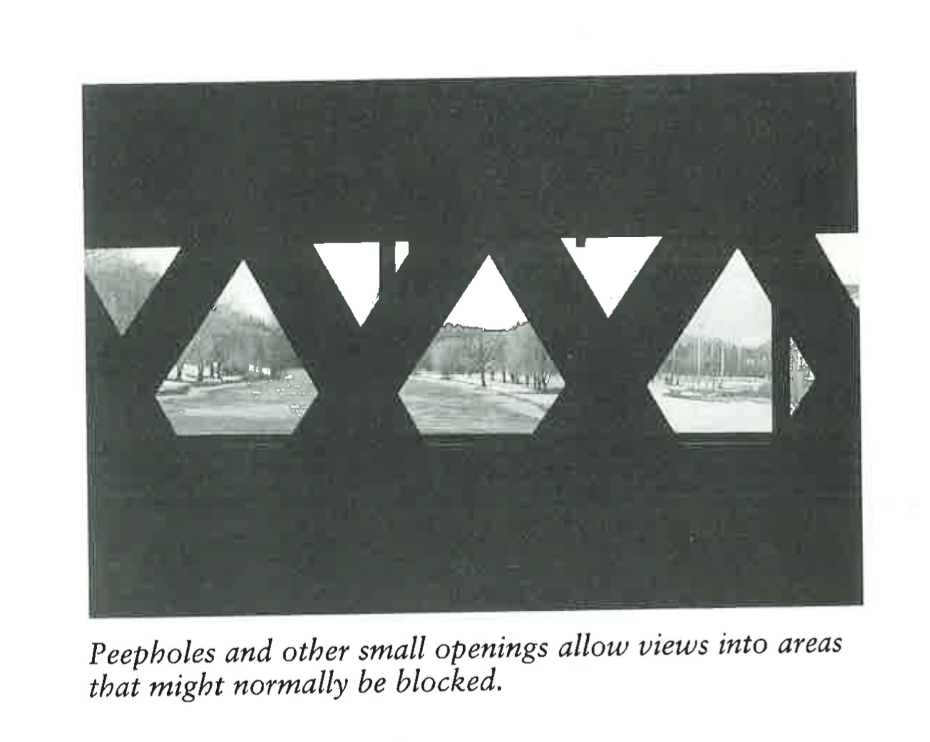 Peepholes and other small openings allow views into areas
that might normally be blocked.